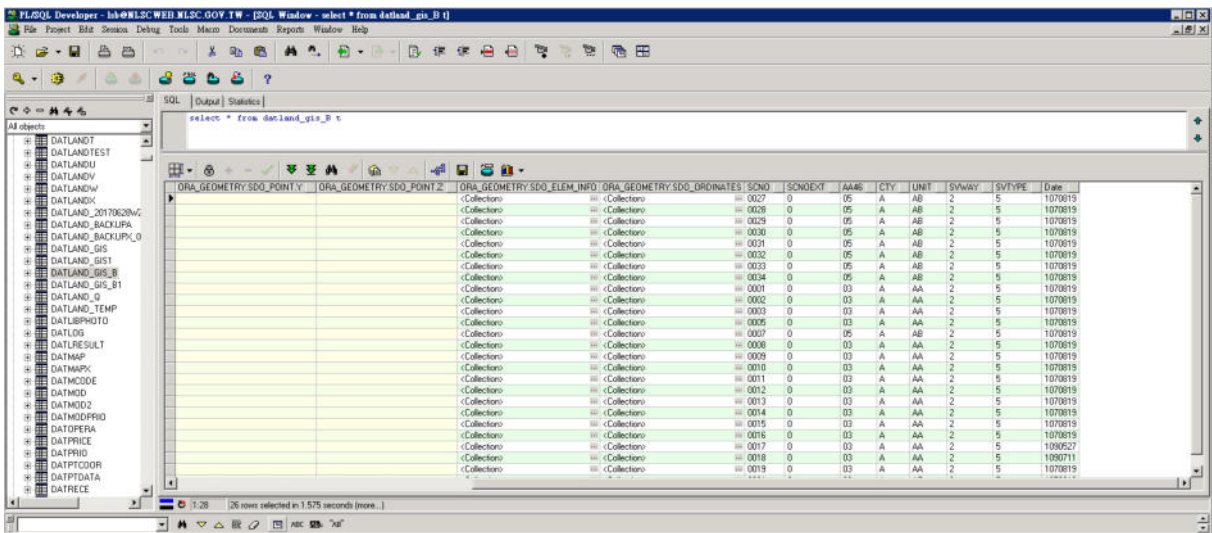 PL/SQL Developer - lsb@NLSCWEB.NLSC.GOV.TW - [SQL Window - select * from datland_gis_B t]
File Project Edit Session Debug Tools Macro Documents Reports Window Help
SQL Output Statistics
All objects
select * from datland_gis_B t
DATLANDT
DATLANDTEST
DATLANDU
DATLANDV
DATLANDW
DATLANDX
DATLAND_20170628w2
DATLAND_BACKUPA
DATLAND_BACKUPX_0
DATLAND_GIS
DATLAND_GIS1
DATLAND_GIS_B
DATLAND_GIS_B1
DATLAND_Q
DATLAND_TEMP
DATLIBPHOTO
DATLOG
DATLRESULT
DATMAP
DATMAPX
DATMCODE
DATMOD
DATMOD2
DATMODPRIO
DATOPERA
DATPRICE
DATPRIO
DATPTCOOR
DATPTDATA
DATRECE
ORA_GEOMETRY.SDO_POINT.Y ORA_GEOMETRY.SDO_POINT.Z ORA_GEOMETRY.SDO_ELEM_INFO ORA_GEOMETRY.SDO_ORDINATES SCNO SCNOEXT AA46 CTY UNIT SVWAY SVTYPE Date
<Collection> <Collection> 0027 0 05 A AB 2 5 1070819
<Collection> <Collection> 0028 0 05 A AB 2 5 1070819
<Collection> <Collection> 0029 0 05 A AB 2 5 1070819
<Collection> <Collection> 0030 0 05 A AB 2 5 1070819
<Collection> <Collection> 0031 0 05 A AB 2 5 1070819
<Collection> <Collection> 0032 0 05 A AB 2 5 1070819
<Collection> <Collection> 0033 0 05 A AB 2 5 1070819
<Collection> <Collection> 0034 0 05 A AB 2 5 1070819
<Collection> <Collection> 0001 0 03 A AA 2 5 1070819
<Collection> <Collection> 0002 0 03 A AA 2 5 1070819
<Collection> <Collection> 0003 0 03 A AA 2 5 1070819
<Collection> <Collection> 0005 0 03 A AA 2 5 1070819
<Collection> <Collection> 0007 0 05 A AB 2 5 1070819
<Collection> <Collection> 0008 0 03 A AA 2 5 1070819
<Collection> <Collection> 0009 0 03 A AA 2 5 1070819
<Collection> <Collection> 0010 0 03 A AA 2 5 1070819
<Collection> <Collection> 0011 0 03 A AA 2 5 1070819
<Collection> <Collection> 0012 0 03 A AA 2 5 1070819
<Collection> <Collection> 0013 0 03 A AA 2 5 1070819
<Collection> <Collection> 0014 0 03 A AA 2 5 1070819
<Collection> <Collection> 0015 0 03 A AA 2 5 1070819
<Collection> <Collection> 0016 0 03 A AA 2 5 1070819
<Collection> <Collection> 0017 0 03 A AA 2 5 1090527
<Collection> <Collection> 0018 0 03 A AA 2 5 1090711
<Collection> <Collection> 0019 0 03 A AA 2 5 1070819
1:28 26 rows selected in 1.575 seconds (more...)
ABC "AB"